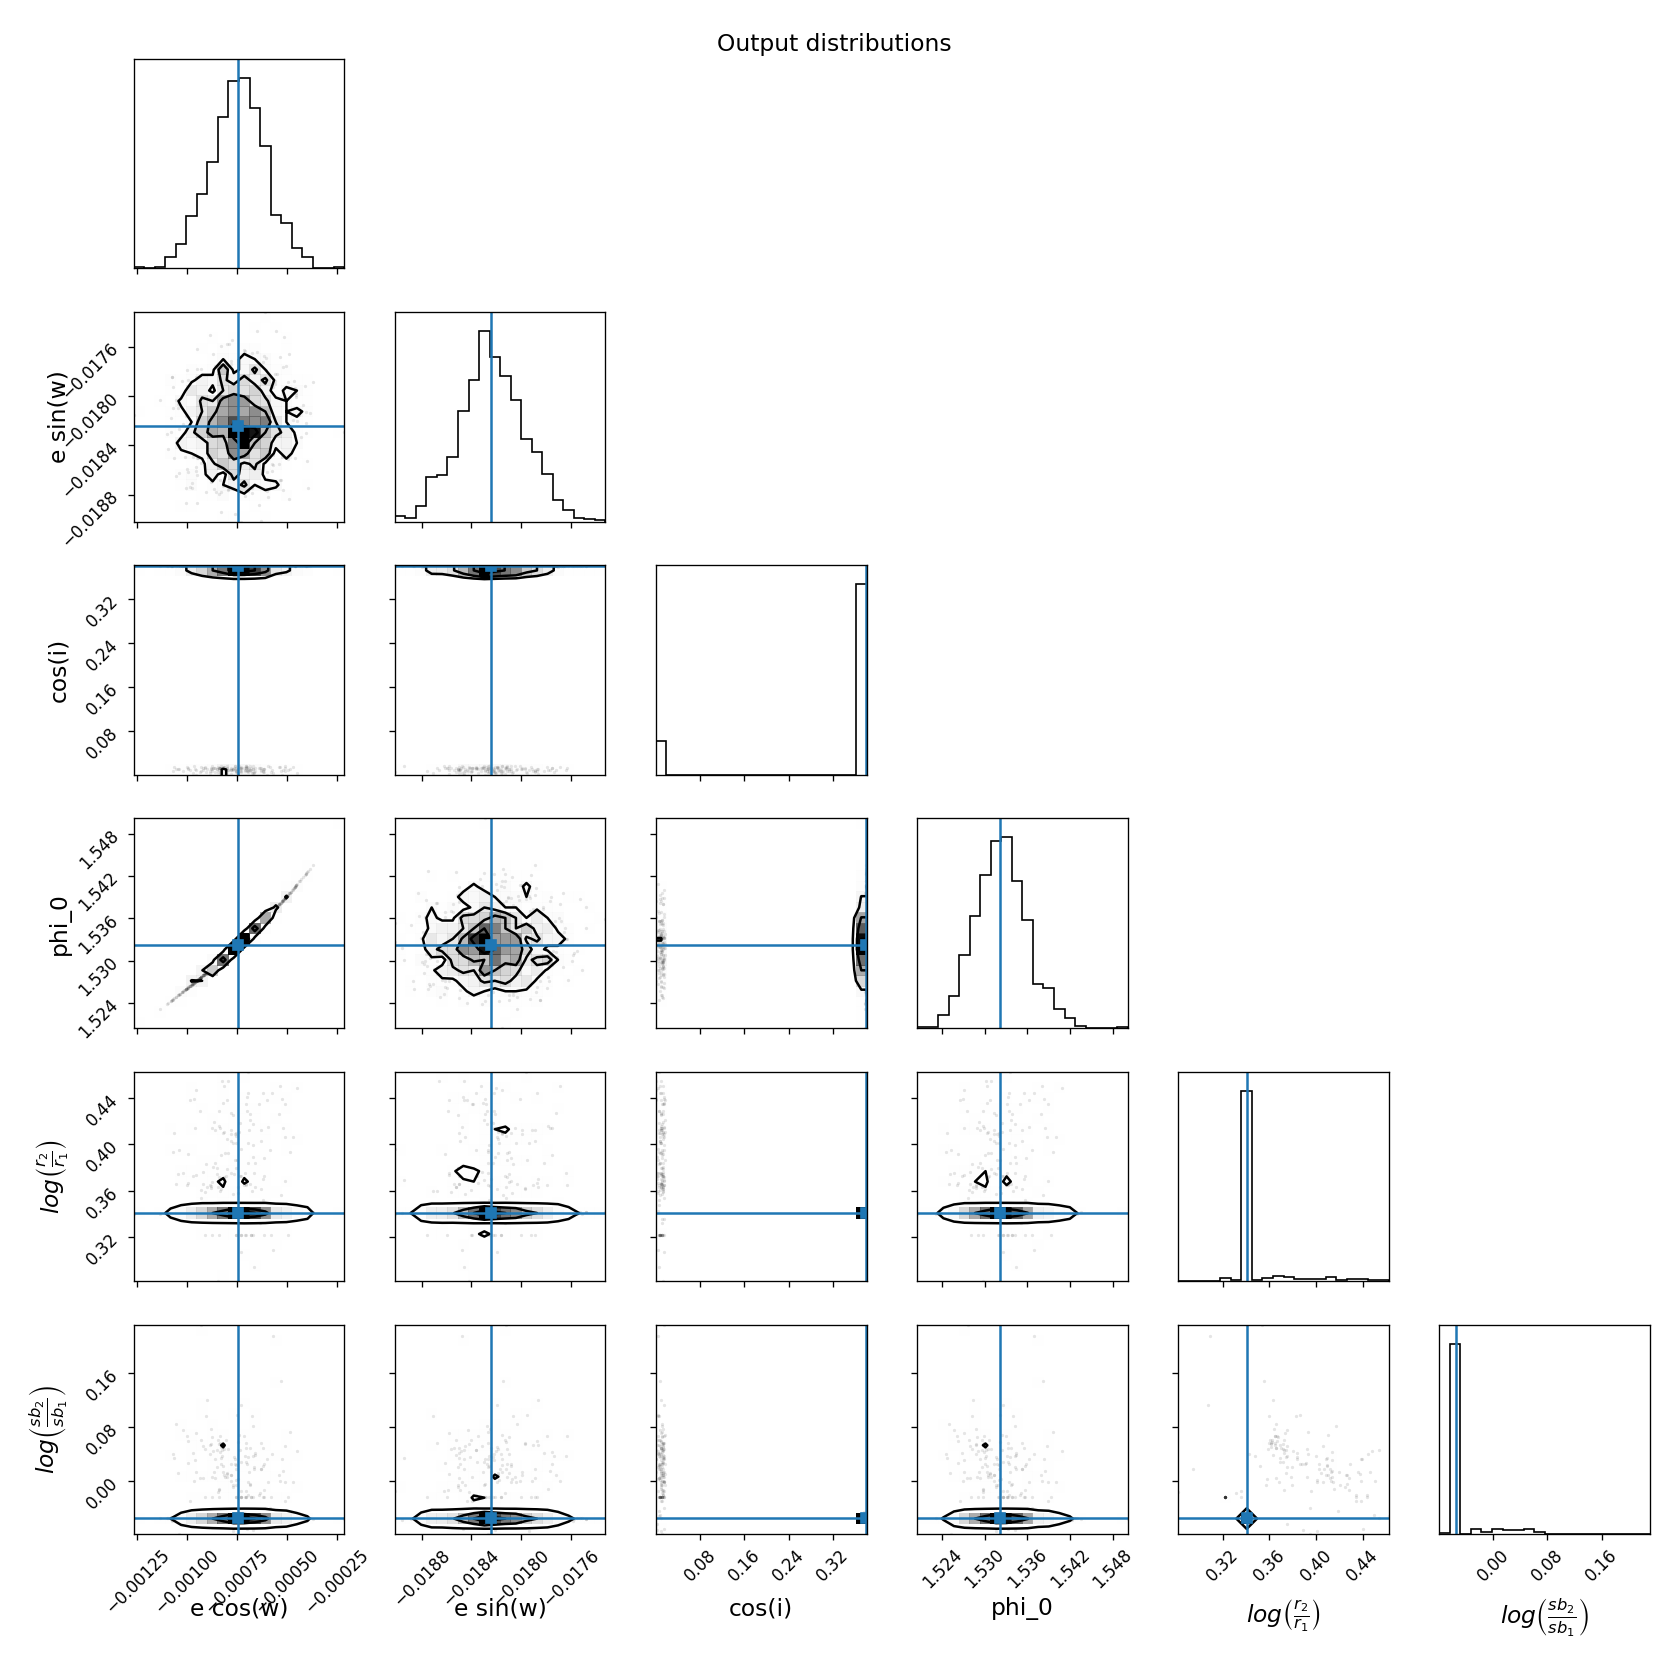 Output distributions
e sin(w)
−0.0176
−0.0180
−0.0184
−0.0188
cos(i)
0.32
0.24
0.16
0.08
phi_0
1.548
1.542
1.536
1.530
1.524
log(r₂/r₁)
0.44
0.40
0.36
0.32
log(sb₂/sb₁)
0.16
0.08
0.00
−0.00125 −0.00100 −0.00075 −0.00050 −0.00025
−0.0188 −0.0184 −0.0180 −0.0176
0.08 0.16 0.24 0.32
1.524 1.530 1.536 1.542 1.548
0.32 0.36 0.40 0.44
0.00 0.08 0.16
e cos(w) e sin(w) cos(i) phi_0 log(r₂/r₁) log(sb₂/sb₁)